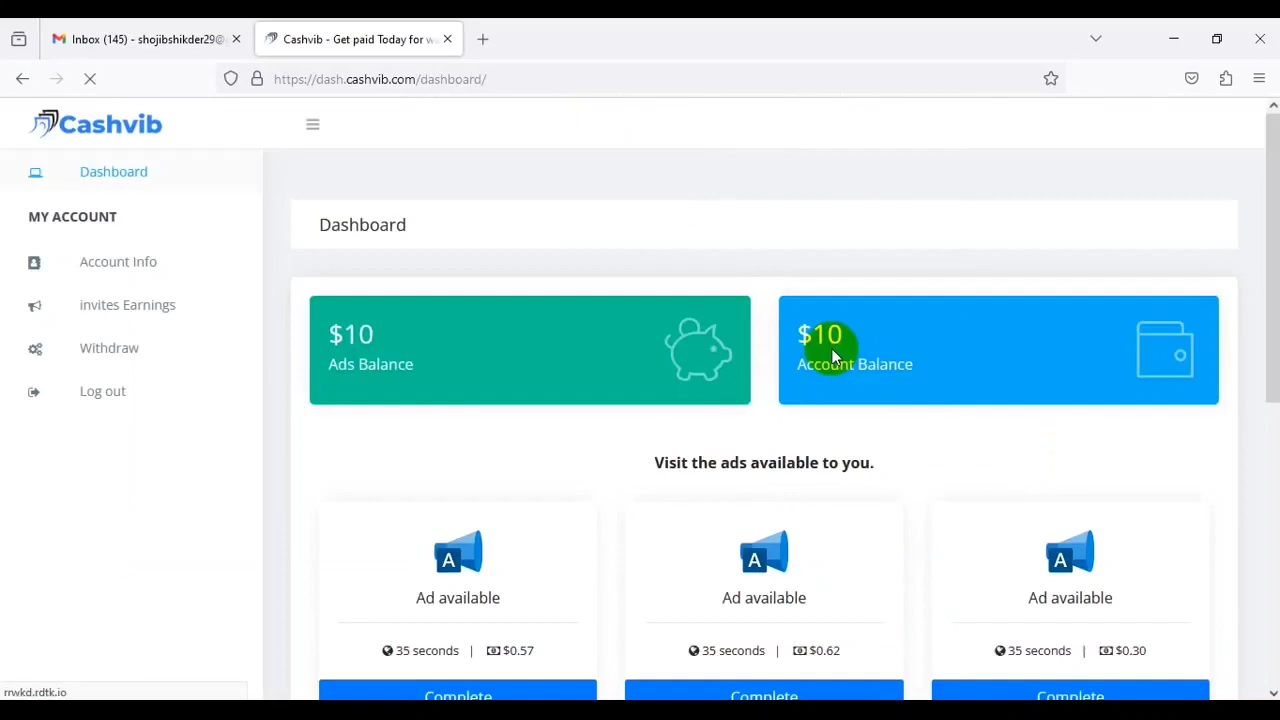 Inbox (145) - shojibshikder29@
Cashvib - Get paid Today for w
https://dash.cashvib.com/dashboard/
Cashvib
Dashboard
MY ACCOUNT
Account Info
invites Earnings
Withdraw
Log out
Dashboard
$10
Ads Balance
$10
Account Balance
Visit the ads available to you.
A
Ad available
35 seconds | $0.57
Complete
A
Ad available
35 seconds | $0.62
Complete
A
Ad available
35 seconds | $0.30
Complete
rrwkd.rdtk.io